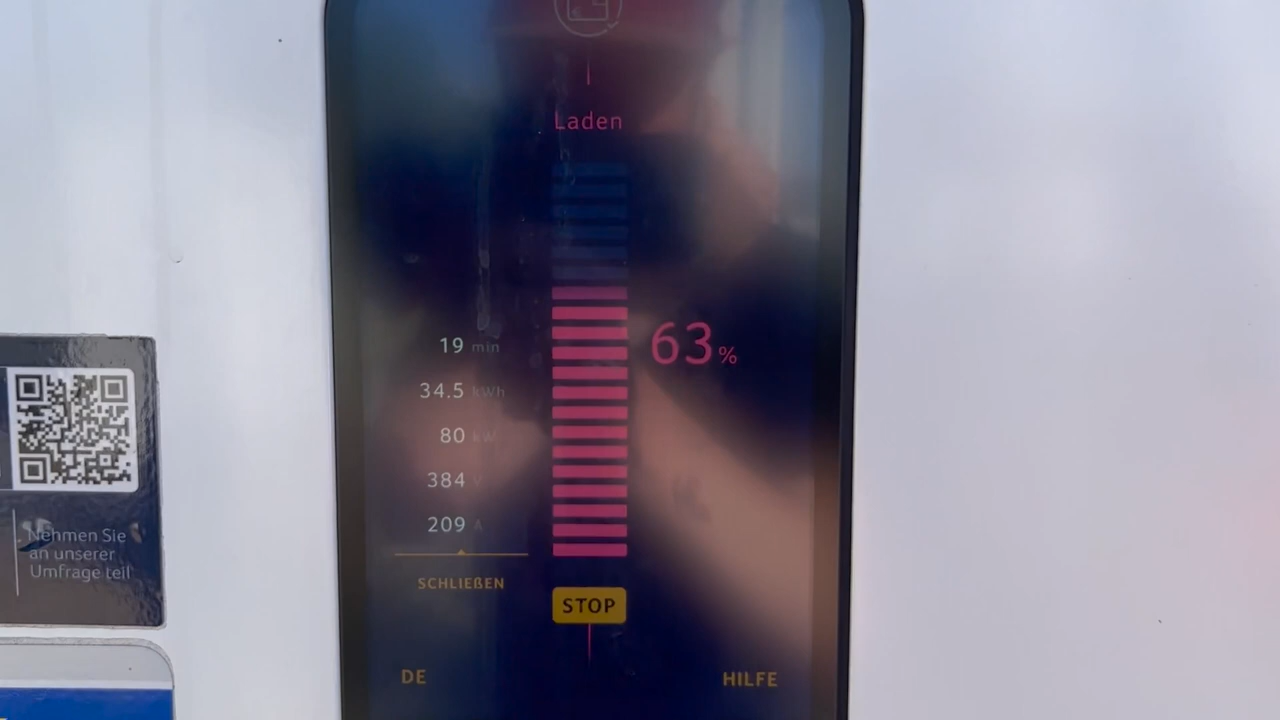 Laden
63%
19 min
34.5 kWh
80 kW
384 V
209 A
SCHLIEẞEN
STOP
DE
HILFE
Nehmen Sie
an unserer
Umfrage teil